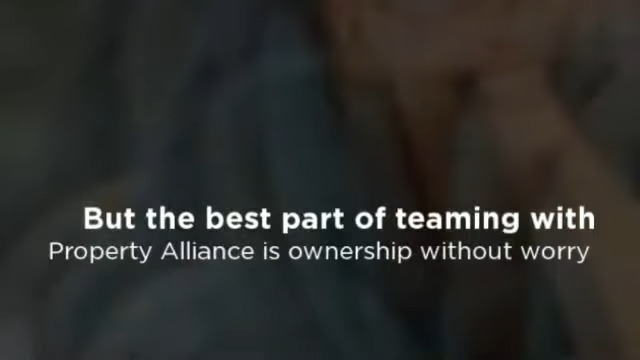 But the best part of teaming with
Property Alliance is ownership without worry